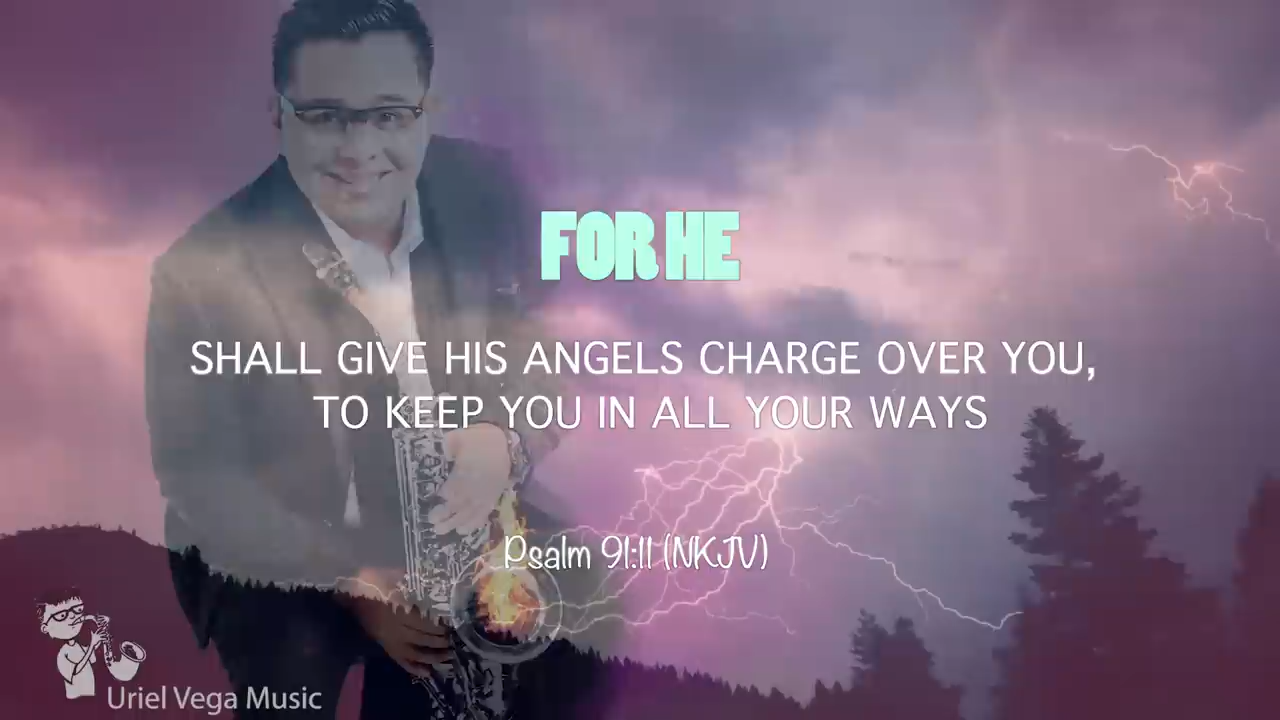 FOR HE
SHALL GIVE HIS ANGELS CHARGE OVER YOU,
TO KEEP YOU IN ALL YOUR WAYS
Psalm 91:11 (NKJV)
Uriel Vega Music